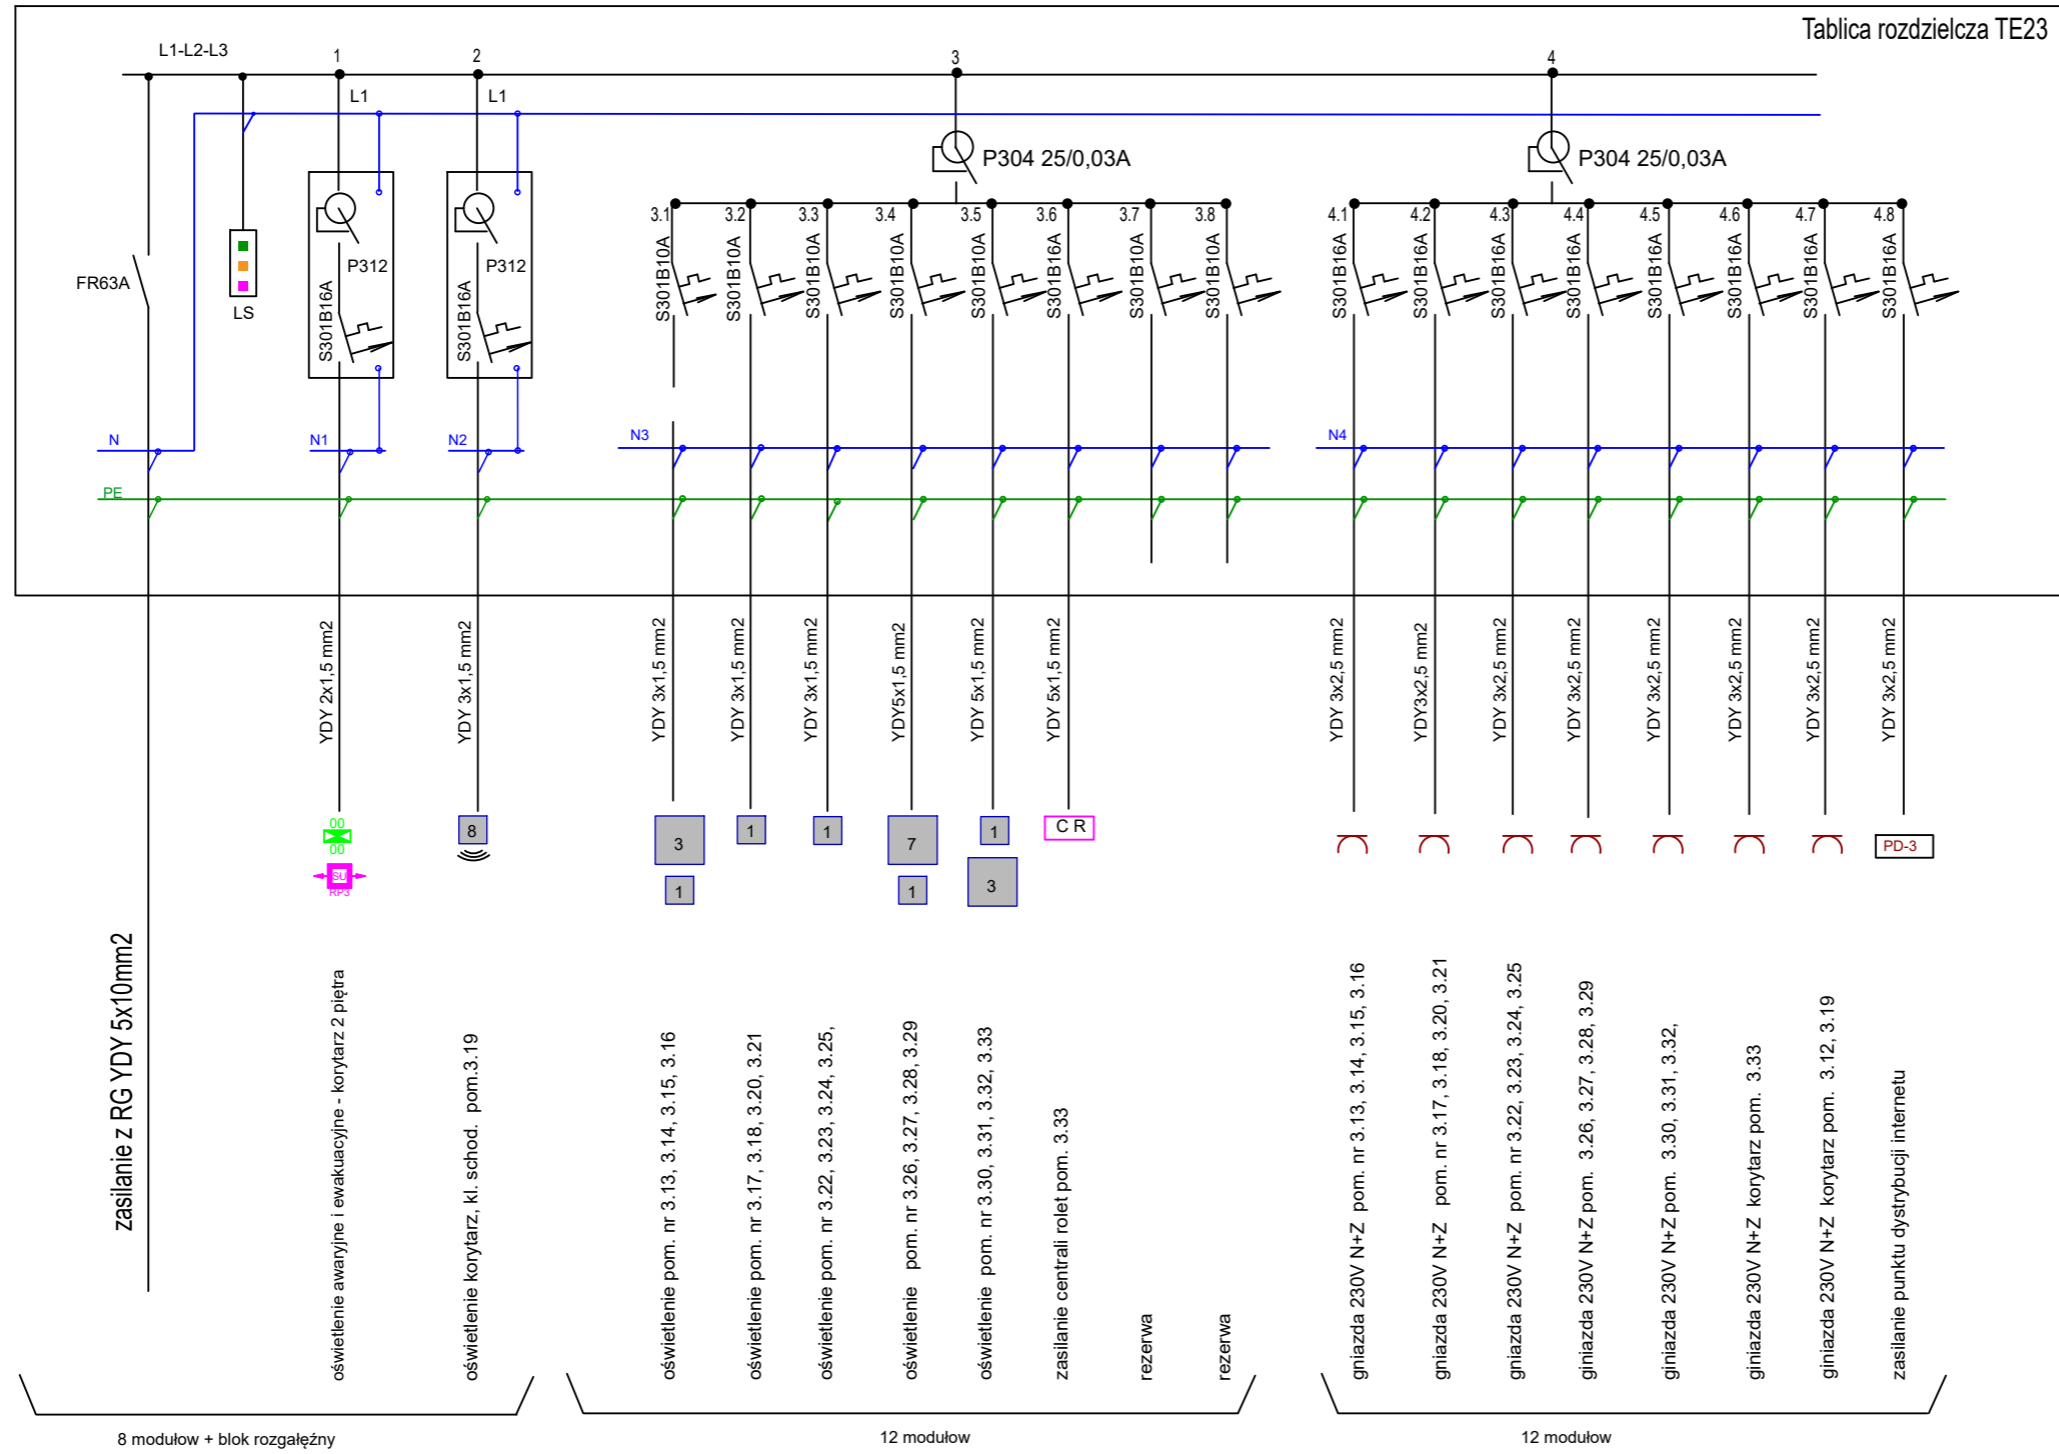 Tablica rozdzielcza TE23
L1-L2-L3
1
2
3
4
L1
L1
P304 25/0,03A
P304 25/0,03A
3.1
3.2
3.3
3.4
3.5
3.6
3.7
3.8
4.1
4.2
4.3
4.4
4.5
4.6
4.7
4.8
FR63A
LS
P312
S301B16A
P312
S301B16A
S301B10A
S301B10A
S301B10A
S301B10A
S301B10A
S301B16A
S301B10A
S301B10A
S301B16A
S301B16A
S301B16A
S301B16A
S301B16A
S301B16A
S301B16A
S301B16A
N
N1
N2
N3
N4
PE
YDY 2x1,5 mm2
YDY 3x1,5 mm2
YDY 3x1,5 mm2
YDY 3x1,5 mm2
YDY 3x1,5 mm2
YDY5x1,5 mm2
YDY 5x1,5 mm2
YDY 5x1,5 mm2
YDY 3x2,5 mm2
YDY3x2,5 mm2
YDY 3x2,5 mm2
YDY 3x2,5 mm2
YDY 3x2,5 mm2
YDY 3x2,5 mm2
YDY 3x2,5 mm2
YDY 3x2,5 mm2
00
00
SU
RP3
8
3
1
1
1
7
1
1
3
C R
PD-3
zasilanie z RG YDY 5x10mm2
oświetlenie awaryjne i ewakuacyjne - korytarz 2 piętra
oświetlenie korytarz, kl. schod. pom.3.19
oświetlenie pom. nr 3.13, 3.14, 3.15, 3.16
oświetlenie pom. nr 3.17, 3.18, 3.20, 3.21
oświetlenie pom. nr 3.22, 3.23, 3.24, 3.25,
oświetlenie pom. nr 3.26, 3.27, 3.28, 3.29
oświetlenie pom. nr 3.30, 3.31, 3.32, 3.33
zasilanie centrali rolet pom. 3.33
rezerwa
rezerwa
gniazda 230V N+Z pom. nr 3.13, 3.14, 3.15, 3.16
gniazda 230V N+Z pom. nr 3.17, 3.18, 3.20, 3.21
gniazda 230V N+Z pom. nr 3.22, 3.23, 3.24, 3.25
giniazda 230V N+Z pom. 3.26, 3.27, 3.28, 3.29
giniazda 230V N+Z pom. 3.30, 3.31, 3.32,
giniazda 230V N+Z korytarz pom. 3.33
giniazda 230V N+Z korytarz pom. 3.12, 3.19
zasilanie punktu dystrybucji internetu
8 modułow + blok rozgałęźny
12 modułow
12 modułow